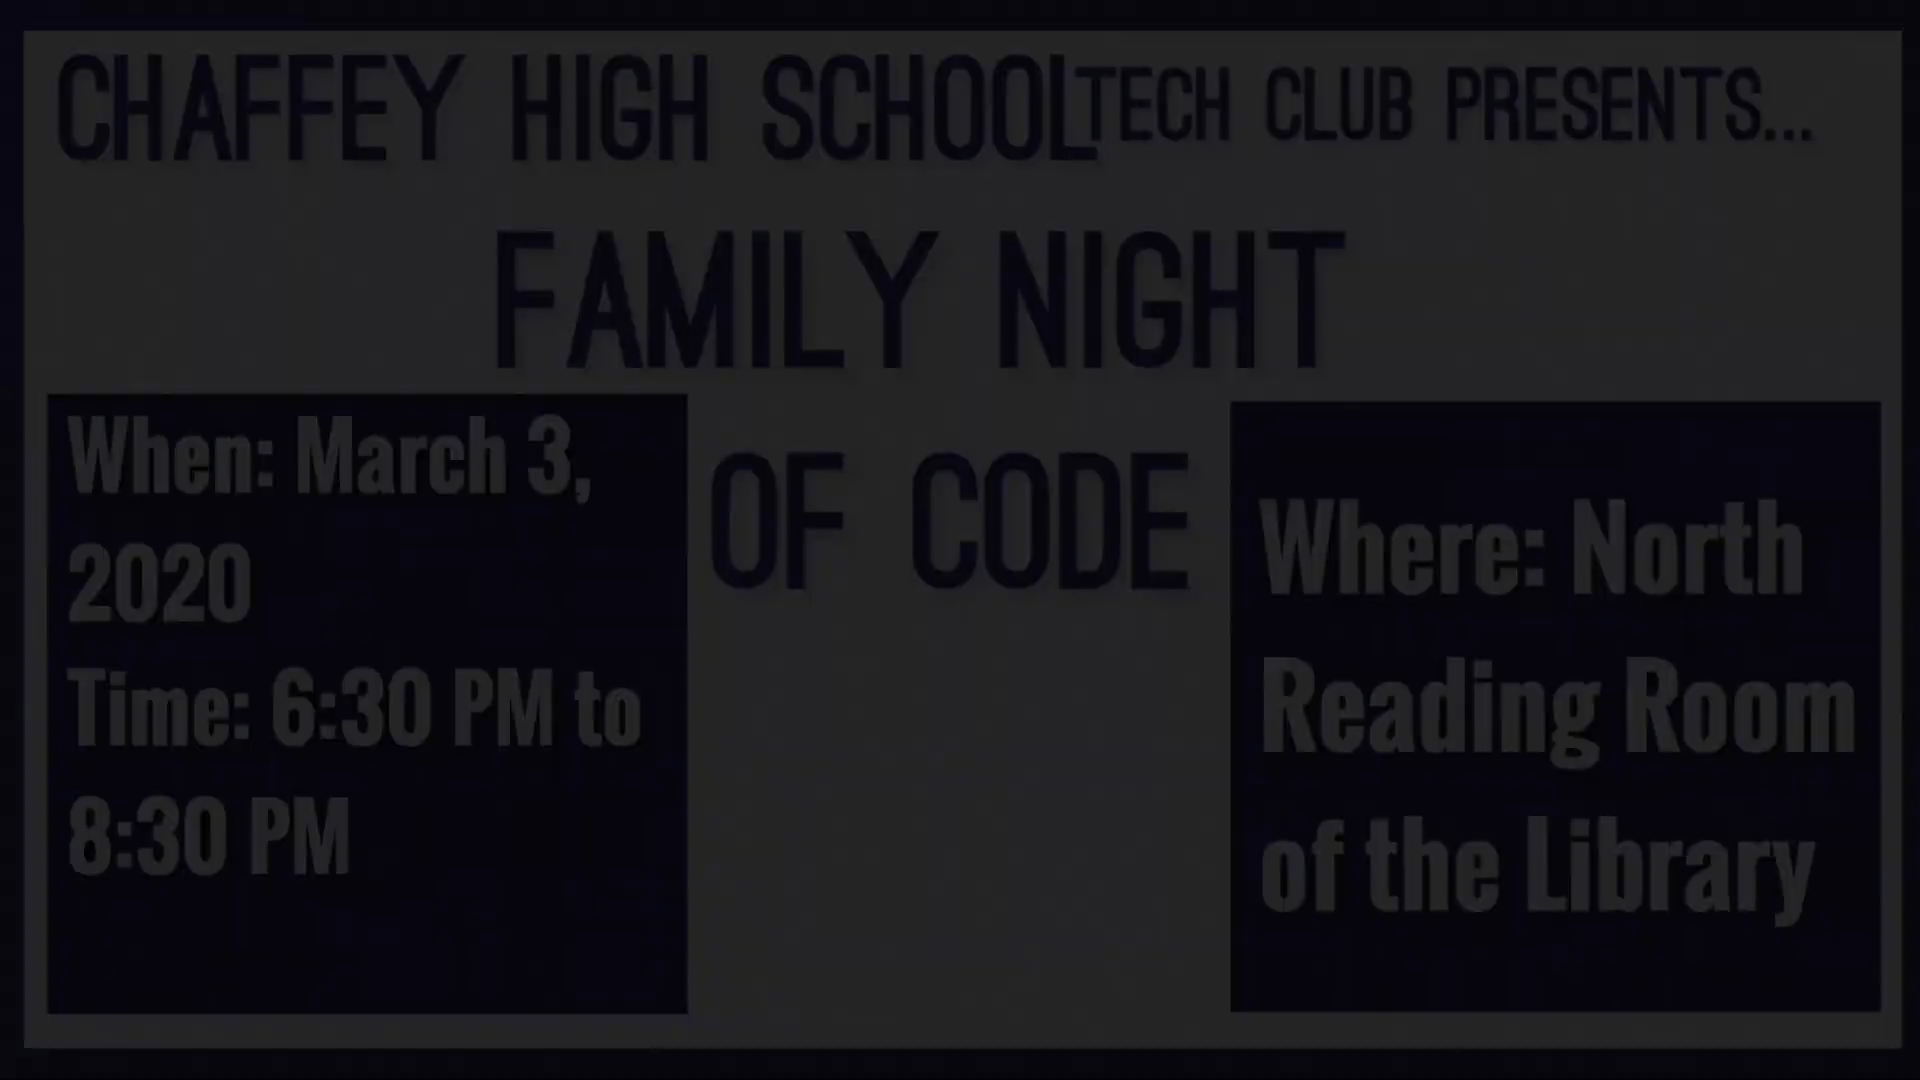 CHAFFEY HIGH SCHOOL TECH CLUB PRESENTS...
FAMILY NIGHT
OF CODE
When: March 3,
2020
Time: 6:30 PM to
8:30 PM
Where: North
Reading Room
of the Library